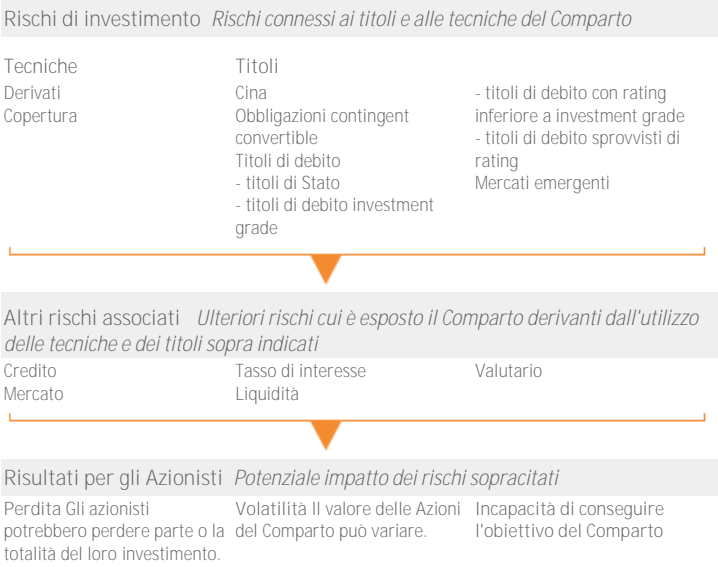 Rischi di investimento Rischi connessi ai titoli e alle tecniche del Comparto
Tecniche
Derivati
Copertura
Titoli
Cina
Obbligazioni contingent
convertible
Titoli di debito
- titoli di Stato
- titoli di debito investment
grade
- titoli di debito con rating
inferiore a investment grade
- titoli di debito sprovvisti di
rating
Mercati emergenti
Altri rischi associati Ulteriori rischi cui è esposto il Comparto derivanti dall'utilizzo
delle tecniche e dei titoli sopra indicati
Credito
Mercato
Tasso di interesse
Liquidità
Valutario
Risultati per gli Azionisti Potenziale impatto dei rischi sopracitati
Perdita Gli azionisti
potrebbero perdere parte o la
totalità del loro investimento.
Volatilità Il valore delle Azioni
del Comparto può variare.
Incapacità di conseguire
l'obiettivo del Comparto